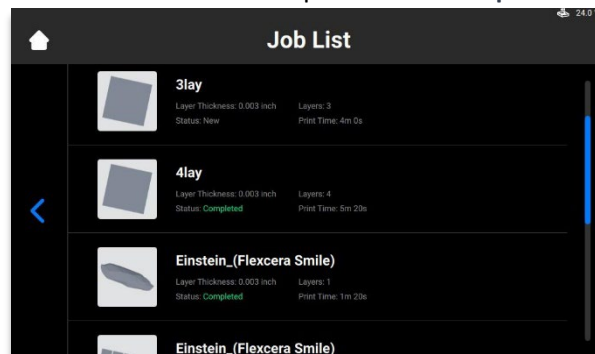 24.0
Job List
3lay
Layer Thickness: 0.003 inch Layers: 3
Status: New Print Time: 4m 0s
4lay
Layer Thickness: 0.003 inch Layers: 4
Status: Completed Print Time: 5m 20s
Einstein_(Flexcera Smile)
Layer Thickness: 0.003 inch Layers: 1
Status: Completed Print Time: 1m 20s
Einstein_(Flexcera Smile)